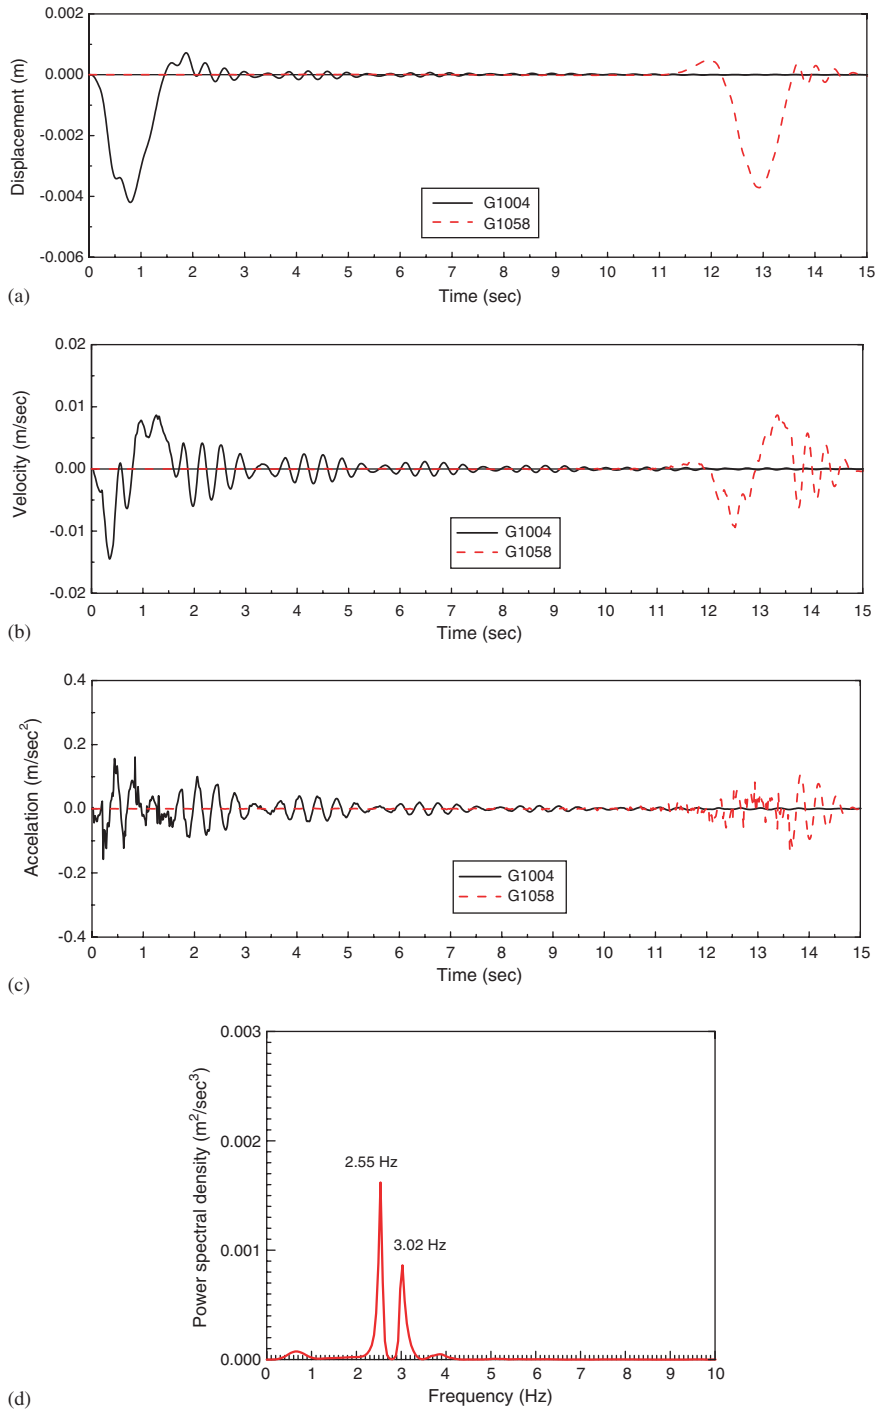 0.002
0.000
-0.002
-0.004
-0.006
Displacement (m)
G1004
G1058
0 1 2 3 4 5 6 7 8 9 10 11 12 13 14 15
Time (sec)
(a)
0.02
0.01
0.00
-0.01
-0.02
Velocity (m/sec)
G1004
G1058
0 1 2 3 4 5 6 7 8 9 10 11 12 13 14 15
Time (sec)
(b)
0.4
0.2
0.0
-0.2
-0.4
Accelation (m/sec²)
G1004
G1058
0 1 2 3 4 5 6 7 8 9 10 11 12 13 14 15
Time (sec)
(c)
0.003
0.002
0.001
0.000
Power spectral density (m²/sec³)
2.55 Hz
3.02 Hz
0 1 2 3 4 5 6 7 8 9 10
Frequency (Hz)
(d)